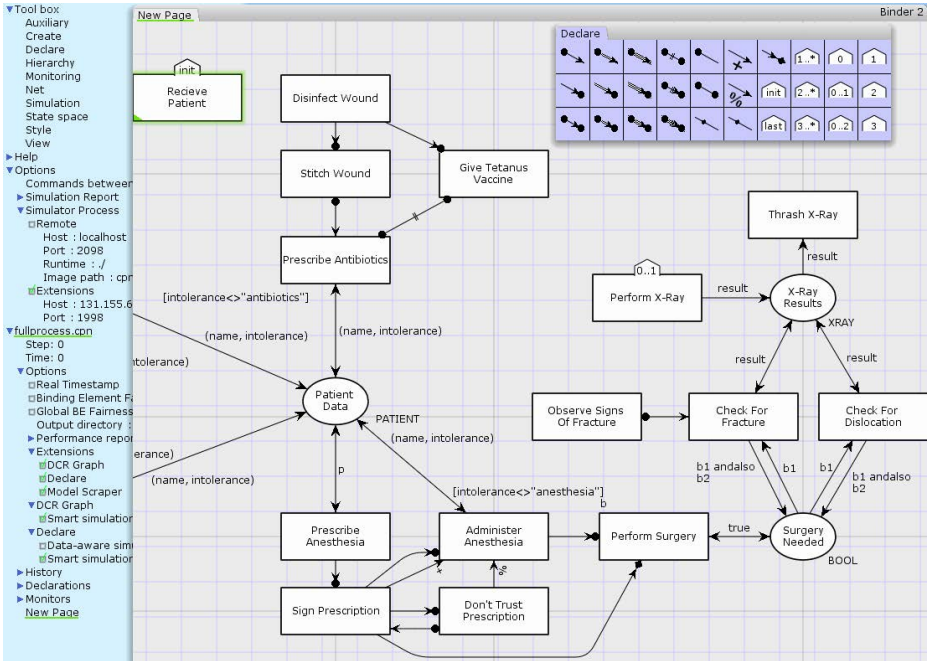 Tool box
Auxiliary
Create
Declare
Hierarchy
Monitoring
Net
Simulation
State space
Style
View
Help
Options
Commands between
Simulation Report
Simulator Process
Remote
Host : localhost
Port : 2098
Runtime : ./
Image path : cpn
Extensions
Host : 131.155.6
Port : 1998
fullprocess.cpn
Step: 0
Time: 0
Options
Real Timestamp
Binding Element Fa
Global BE Fairness
Output directory :
Performance repor
Extensions
DCR Graph
Declare
Model Scraper
DCR Graph
Smart simulation
Declare
Data-aware sim
Smart simulation
History
Declarations
Monitors
New Page
New Page
Binder 2
Declare
1..*
0
1
%
init
2..*
0..1
2
last
3..*
0..2
3
init
Recieve
Patient
Disinfect Wound
Stitch Wound
Give Tetanus
Vaccine
Prescribe Antibiotics
[intolerance<>"antibiotics"]
(name, intolerance)
(name, intolerance)
ntolerance)
Patient
Data
PATIENT
erance)
(name, intolerance)
(name, intolerance)
p
[intolerance<>"anesthesia"]
b
Prescribe
Anesthesia
Administer
Anesthesia
Perform Surgery
%
Sign Prescription
Don't Trust
Prescription
Thrash X-Ray
result
0..1
Perform X-Ray
result
X-Ray
Results
XRAY
result
result
Observe Signs
Of Fracture
Check For
Fracture
Check For
Dislocation
b1 andalso
b2
b1
b1
b1 andalso
b2
true
Surgery
Needed
BOOL